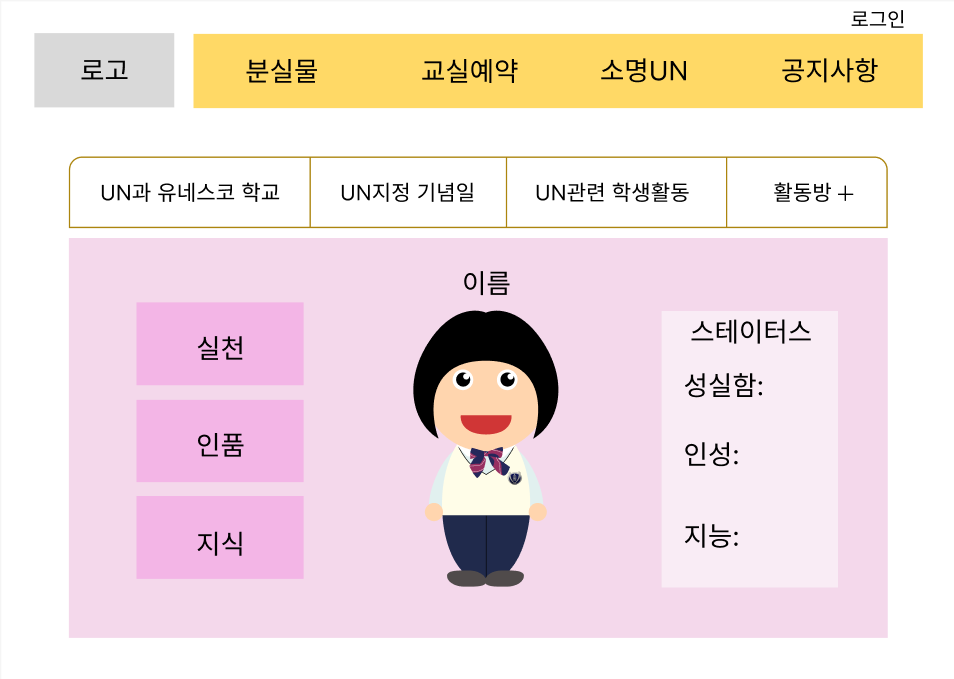 로그인
로고
분실물 교실예약 소명UN 공지사항
UN과 유네스코 학교 UN지정 기념일 UN관련 학생활동 활동방 +
이름
스테이터스
실천
성실함:
인품
인성:
지식
지능: